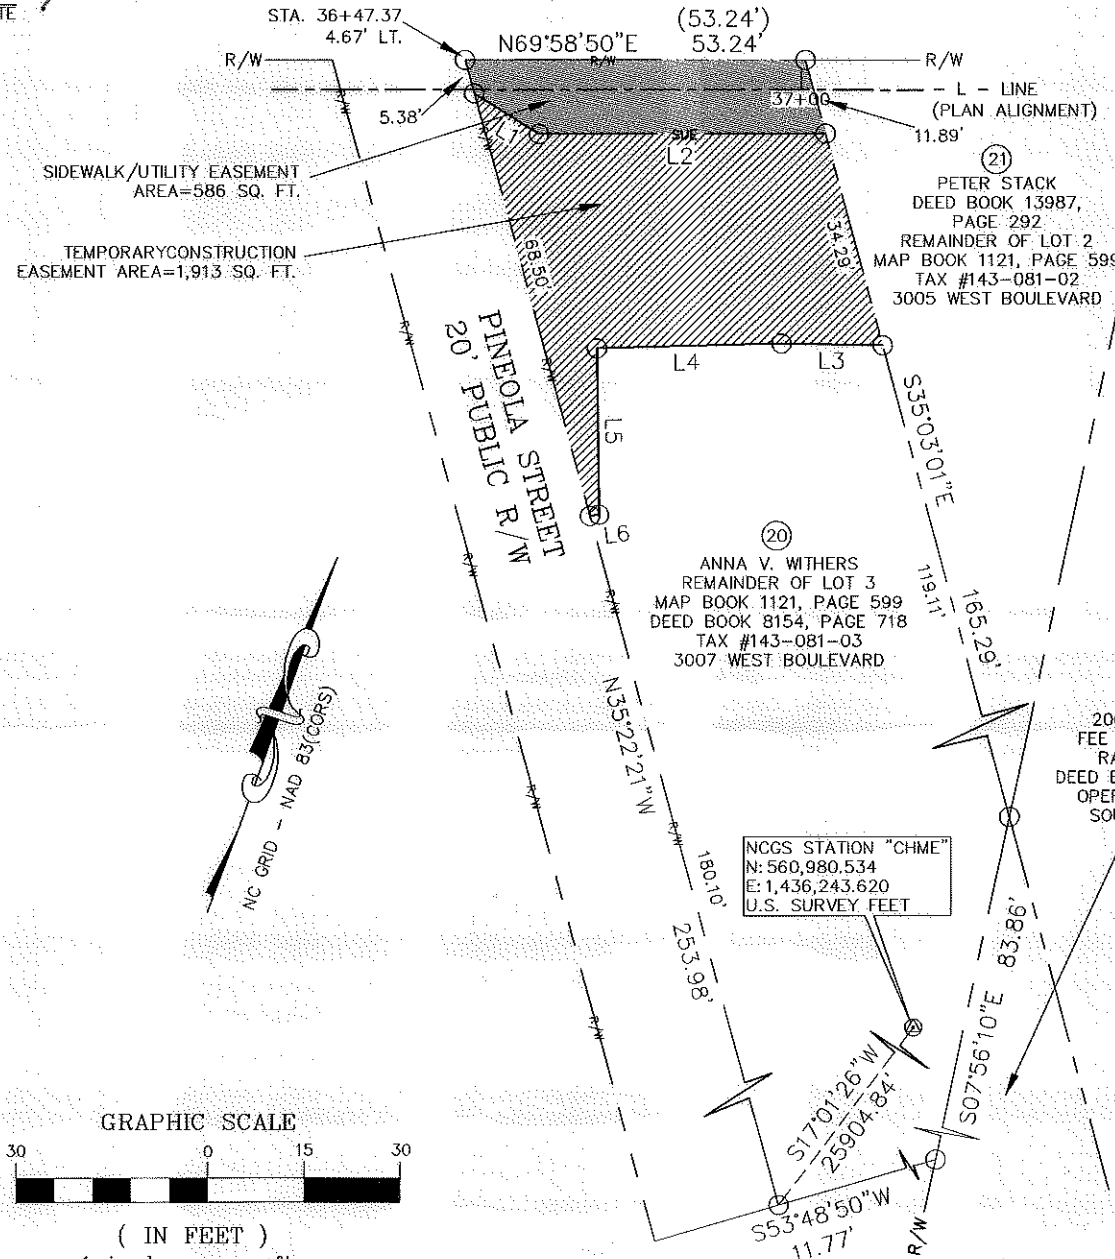 STA. 36+47.37
4.67' LT.
(53.24')
N69°58'50"E
53.24'
R/W
R/W
R/W
L - LINE
(PLAN ALIGNMENT)
37+00
5.38'
11.89'
L1
SUE
L2
SIDEWALK/UTILITY EASEMENT
AREA=586 SQ. FT.
TEMPORARYCONSTRUCTION
EASEMENT AREA=1,913 SQ. FT.
21
PETER STACK
DEED BOOK 13987,
PAGE 292
REMAINDER OF LOT 2
MAP BOOK 1121, PAGE 599
TAX #143-081-02
3005 WEST BOULEVARD
68.50'
34.29'
R/W
R/W
R/W
PINEOLA STREET
20' PUBLIC R/W
L4
L3
L5
L6
S35°03'01"E
119.11'
165.29'
20
ANNA V. WITHERS
REMAINDER OF LOT 3
MAP BOOK 1121, PAGE 599
DEED BOOK 8154, PAGE 718
TAX #143-081-03
3007 WEST BOULEVARD
R/W
R/W
N35°22'21"W
R/W
R/W
180.10'
253.98'
NC GRID - NAD 83(CORS)
FEE
DEED
NCGS STATION "CHME"
N: 560,980.534
E: 1,436,243.620
U.S. SURVEY FEET
S07°56'10"E 83.86'
R/W
S17°01'26"W
25904.84'
S53°48'50"W
11.77'
R/W
GRAPHIC SCALE
30 0 15 30
( IN FEET )